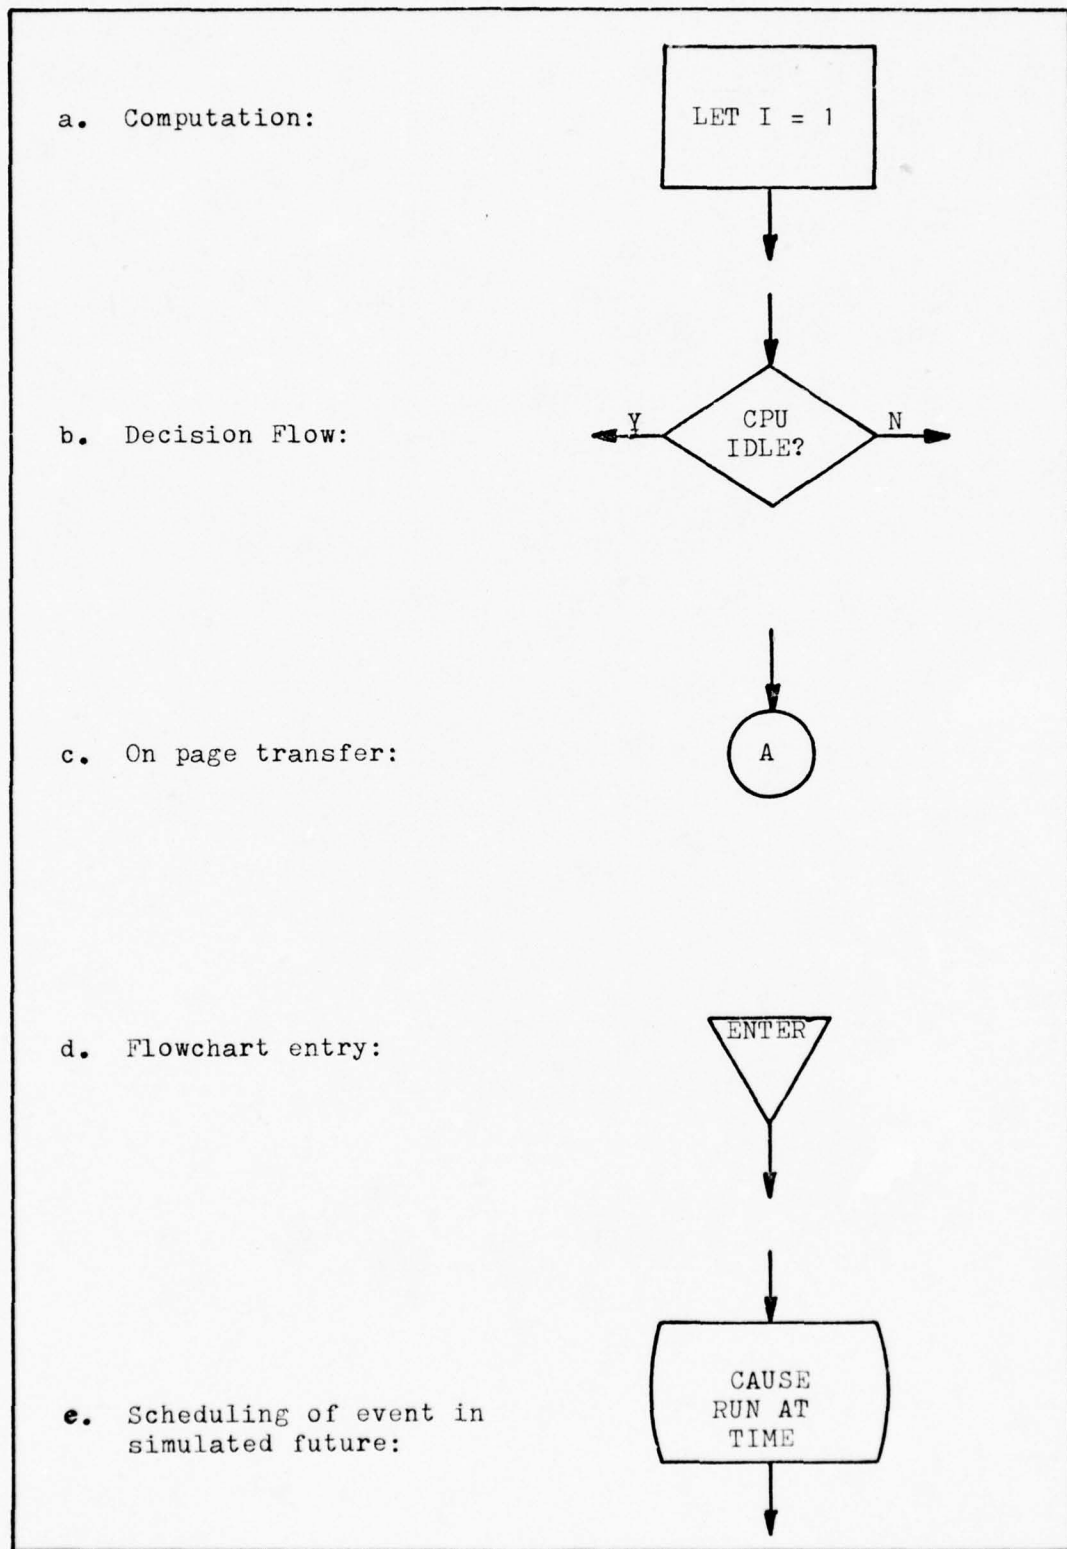 a. Computation:
LET I = 1
b. Decision Flow:
Y
CPU
IDLE?
N
c. On page transfer:
A
d. Flowchart entry:
ENTER
e. Scheduling of event in
simulated future:
CAUSE
RUN AT
TIME